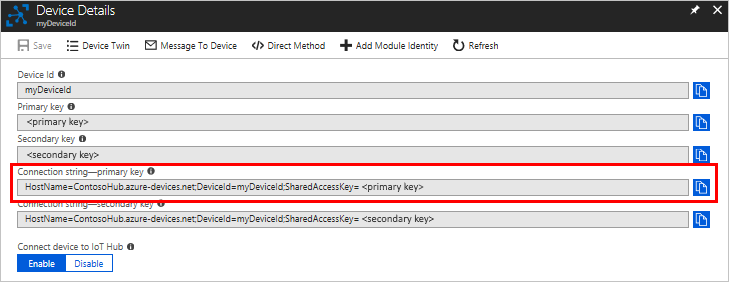 Device Details
myDeviceId
Save Device Twin Message To Device Direct Method Add Module Identity Refresh
Device Id
myDeviceId
Primary key
<primary key>
Secondary key
<secondary key>
Connection string—primary key
HostName=ContosoHub.azure-devices.net;DeviceId=myDeviceId;SharedAccessKey= <primary key>
Connection string—secondary key
HostName=ContosoHub.azure-devices.net;DeviceId=myDeviceId;SharedAccessKey= <secondary key>
Connect device to IoT Hub
Enable Disable